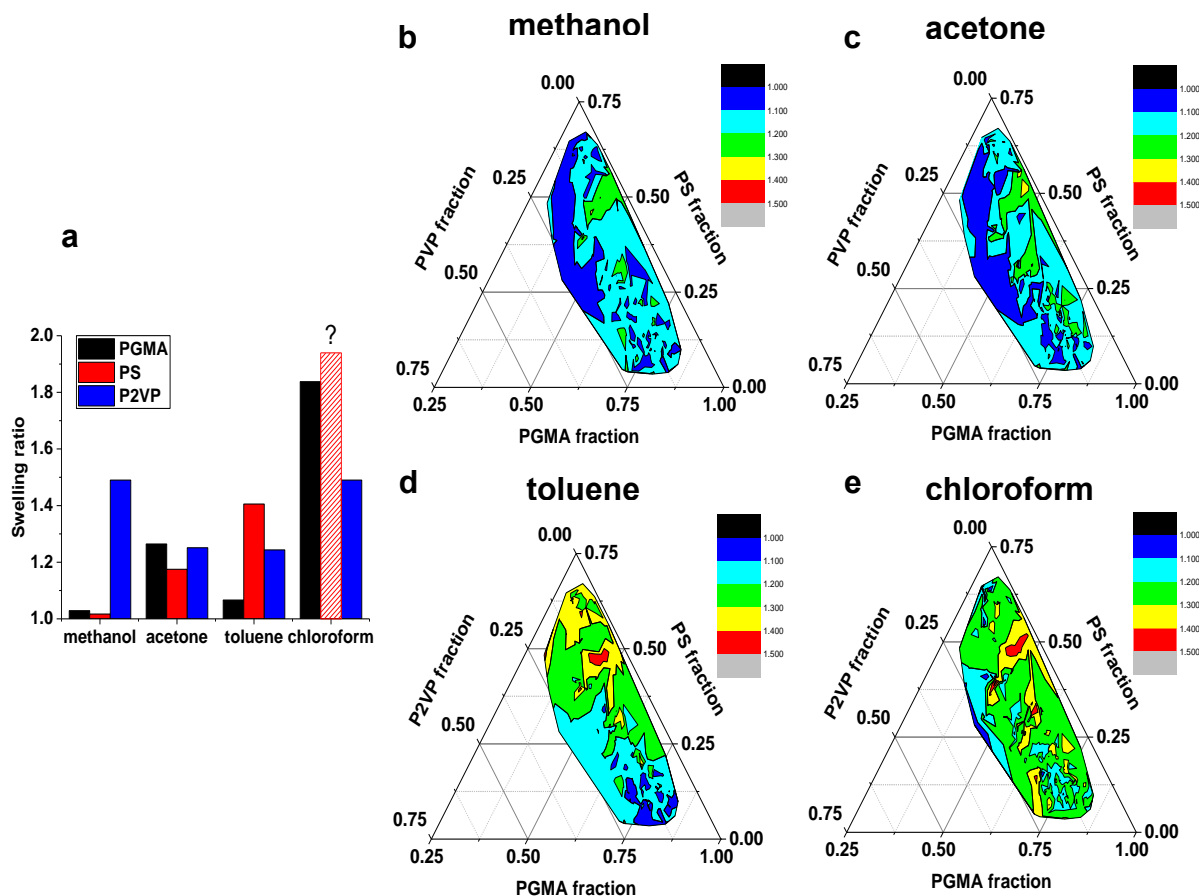 a
2.0
1.8
1.6
1.4
1.2
1.0
Swelling ratio
PGMA
PS
P2VP
?
methanol
acetone
toluene
chloroform
b
methanol
0.00
0.25
0.50
0.75
PVP fraction
0.75
0.50
0.25
0.00
PS fraction
0.25
0.50
0.75
1.00
PGMA fraction
1.000
1.100
1.200
1.300
1.400
1.500
c
acetone
0.00
0.25
0.50
0.75
PVP fraction
0.75
0.50
0.25
0.00
PS fraction
0.25
0.50
0.75
1.00
PGMA fraction
1.000
1.100
1.200
1.300
1.400
1.500
d
toluene
0.00
0.25
0.50
0.75
P2VP fraction
0.75
0.50
0.25
0.00
PS fraction
0.25
0.50
0.75
1.00
PGMA fraction
1.000
1.100
1.200
1.300
1.400
1.500
e
chloroform
0.00
0.25
0.50
0.75
P2VP fraction
0.75
0.50
0.25
0.00
PS fraction
0.25
0.50
0.75
1.00
PGMA fraction
1.000
1.100
1.200
1.300
1.400
1.500